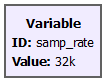 Variable
ID: samp_rate
Value: 32k